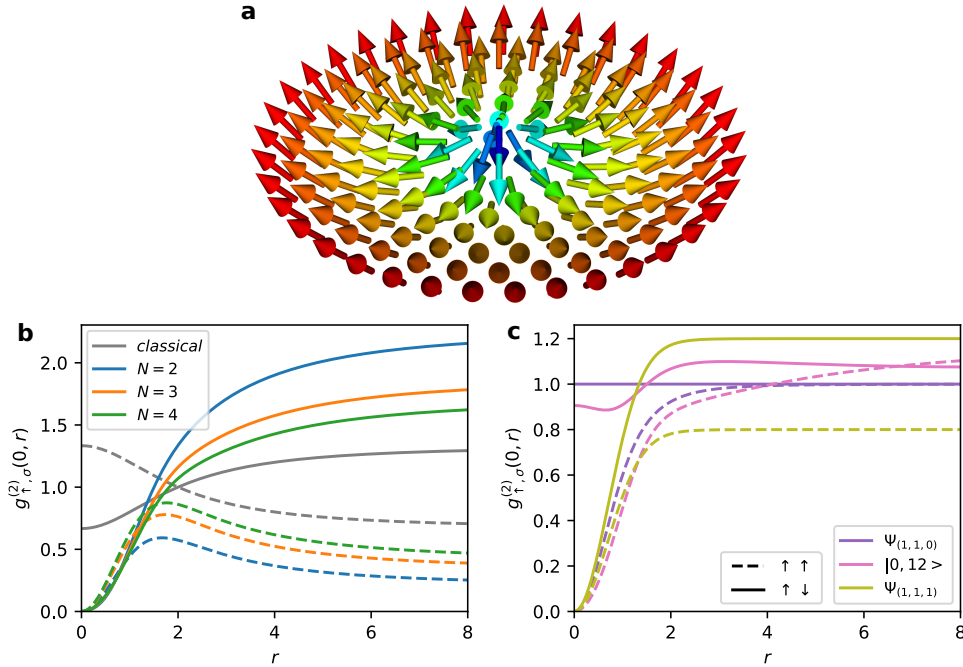 a
b
g^{(2)}_{↑,σ}(0, r)
2.0
1.5
1.0
0.5
0.0
classical
N = 2
N = 3
N = 4
0
2
4
6
8
r
c
g^{(2)}_{↑,σ}(0, r)
1.2
1.0
0.8
0.6
0.4
0.2
0.0
↑ ↑
↑ ↓
Ψ_{(1, 1, 0)}
|0, 12 >
Ψ_{(1, 1, 1)}
0
2
4
6
8
r